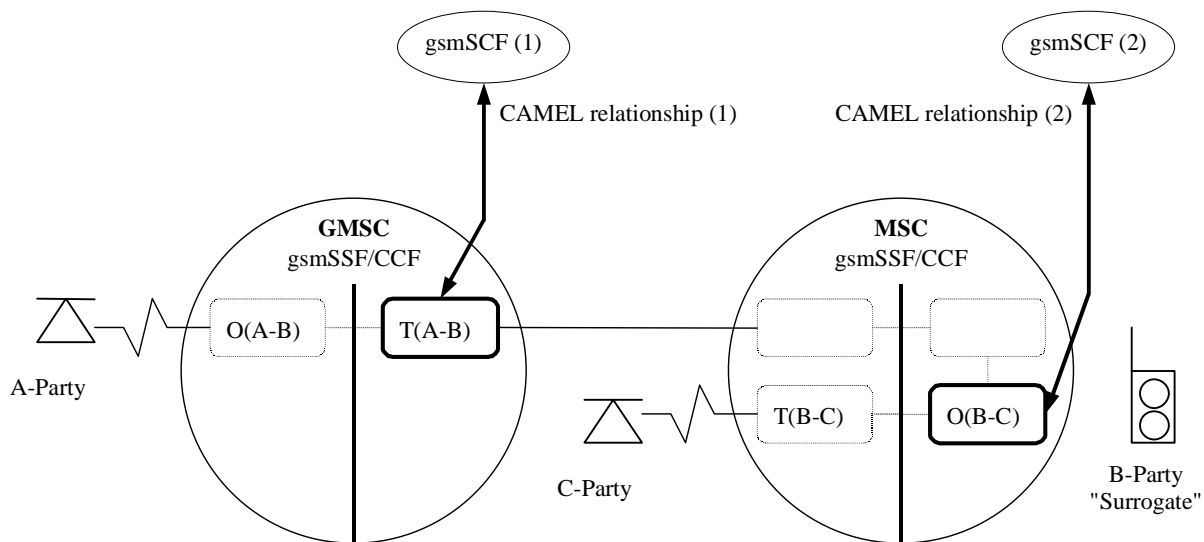 gsmSCF (1)
gsmSCF (2)
CAMEL relationship (1)
CAMEL relationship (2)
GMSC
gsmSSF/CCF
MSC
gsmSSF/CCF
O(A-B)
T(A-B)
A-Party
T(B-C)
O(B-C)
C-Party
B-Party
"Surrogate"